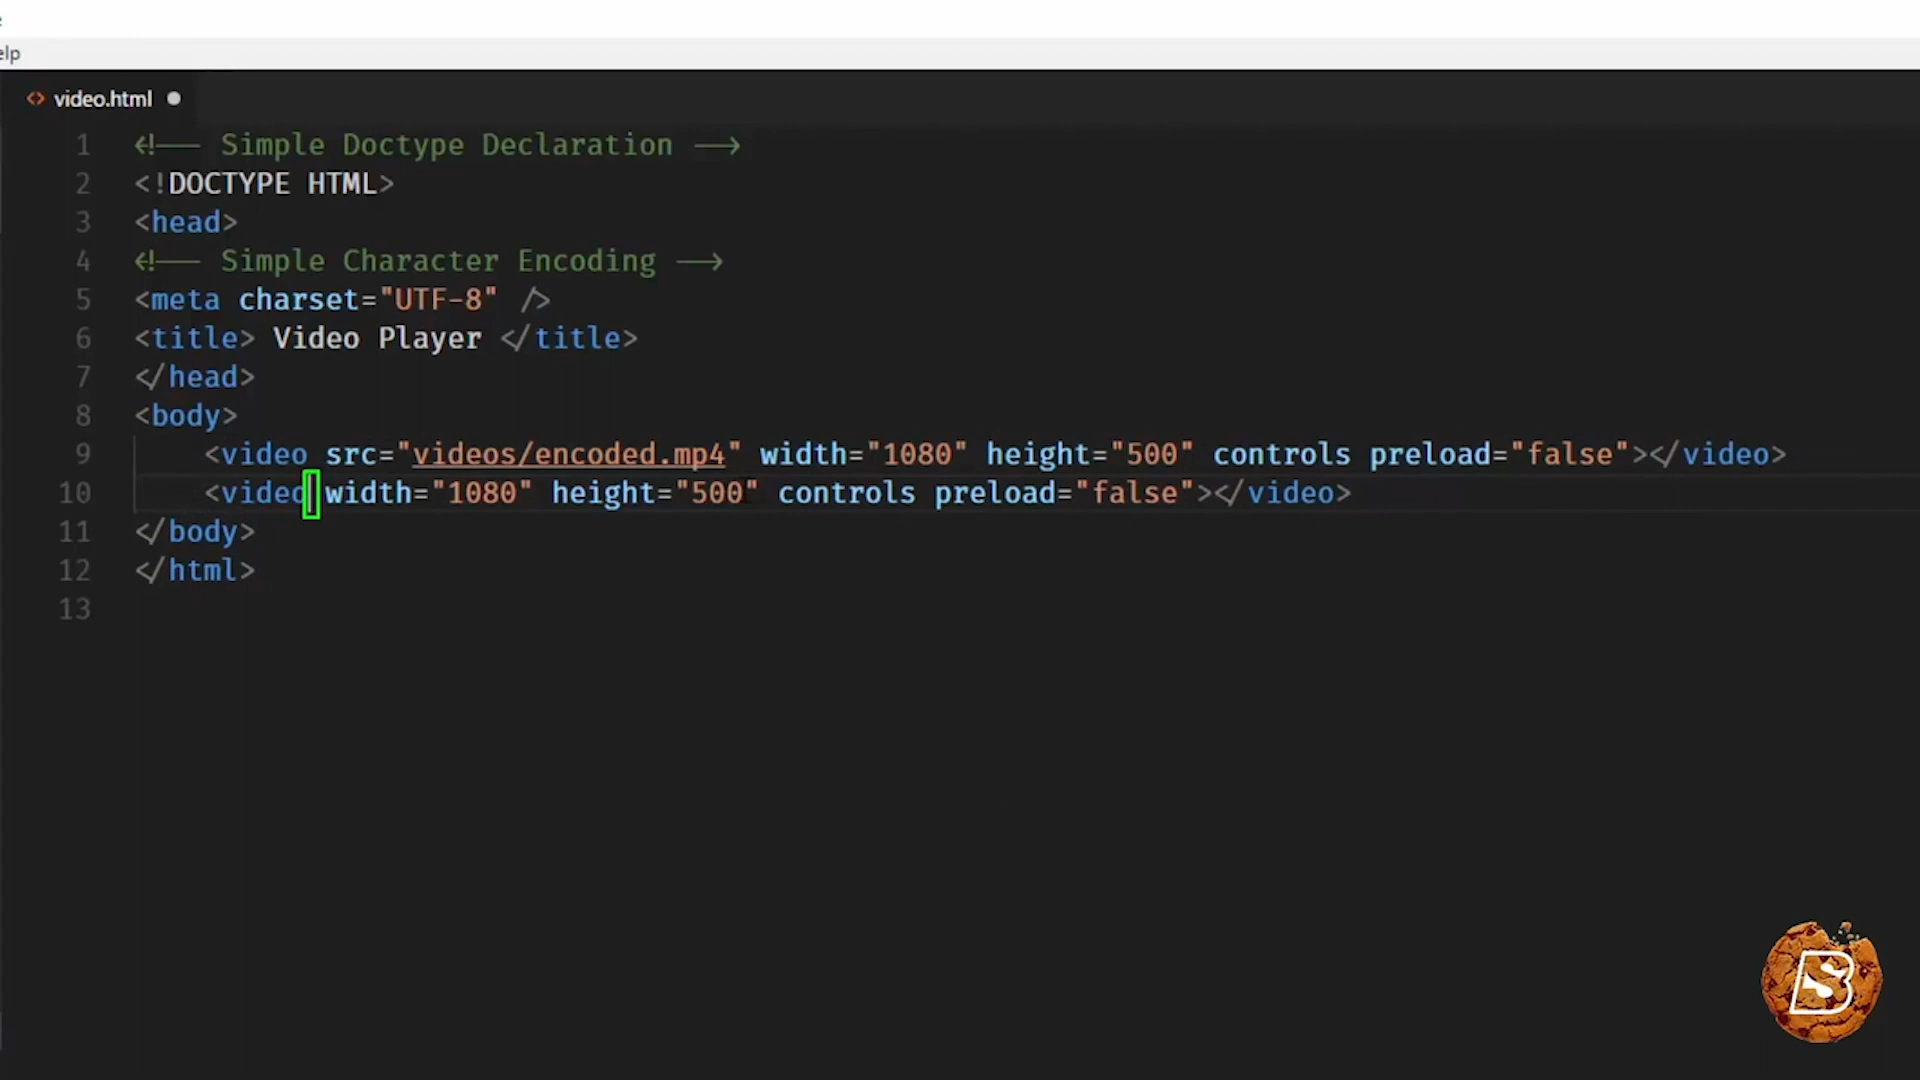 elp
video.html
1 <!-- Simple Doctype Declaration -->
2 <!DOCTYPE HTML>
3 <head>
4 <!-- Simple Character Encoding -->
5 <meta charset="UTF-8" />
6 <title> Video Player </title>
7 </head>
8 <body>
9 <video src="videos/encoded.mp4" width="1080" height="500" controls preload="false"></video>
10 <video width="1080" height="500" controls preload="false"></video>
11 </body>
12 </html>
13
B